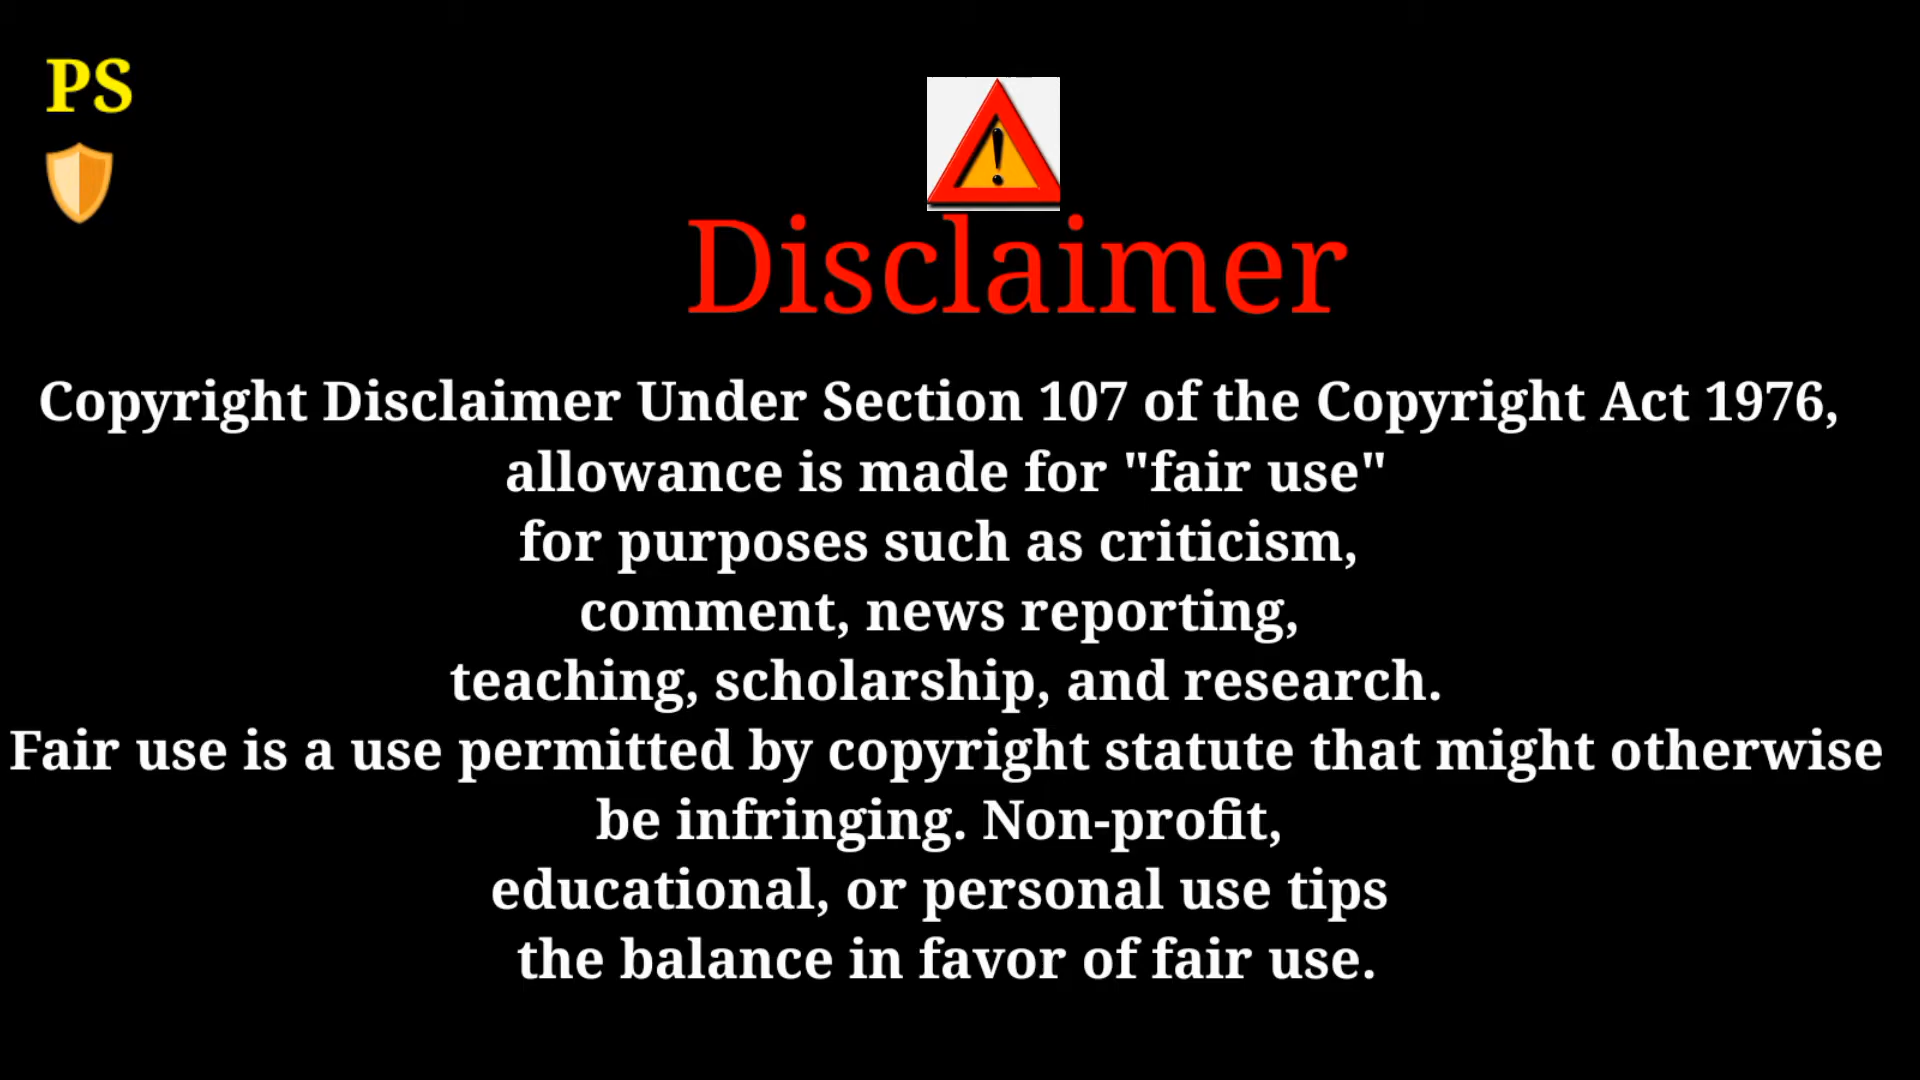 PS
Disclaimer
Copyright Disclaimer Under Section 107 of the Copyright Act 1976,
allowance is made for "fair use"
for purposes such as criticism,
comment, news reporting,
teaching, scholarship, and research.
Fair use is a use permitted by copyright statute that might otherwise
be infringing. Non-profit,
educational, or personal use tips
the balance in favor of fair use.